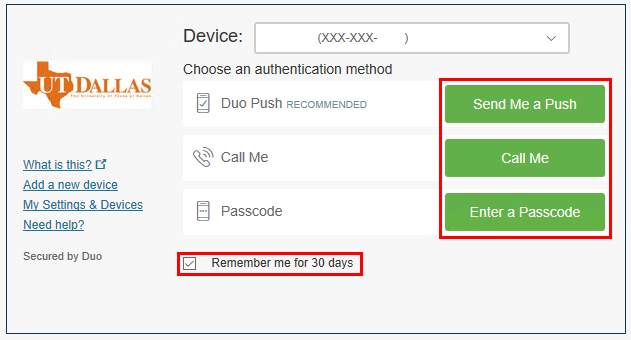 Device:
(XXX-XXX-    )
Choose an authentication method
UT DALLAS
The University of Texas at Dallas
Duo Push RECOMMENDED
Send Me a Push
Call Me
Call Me
Passcode
Enter a Passcode
What is this?
Add a new device
My Settings & Devices
Need help?
Secured by Duo
Remember me for 30 days